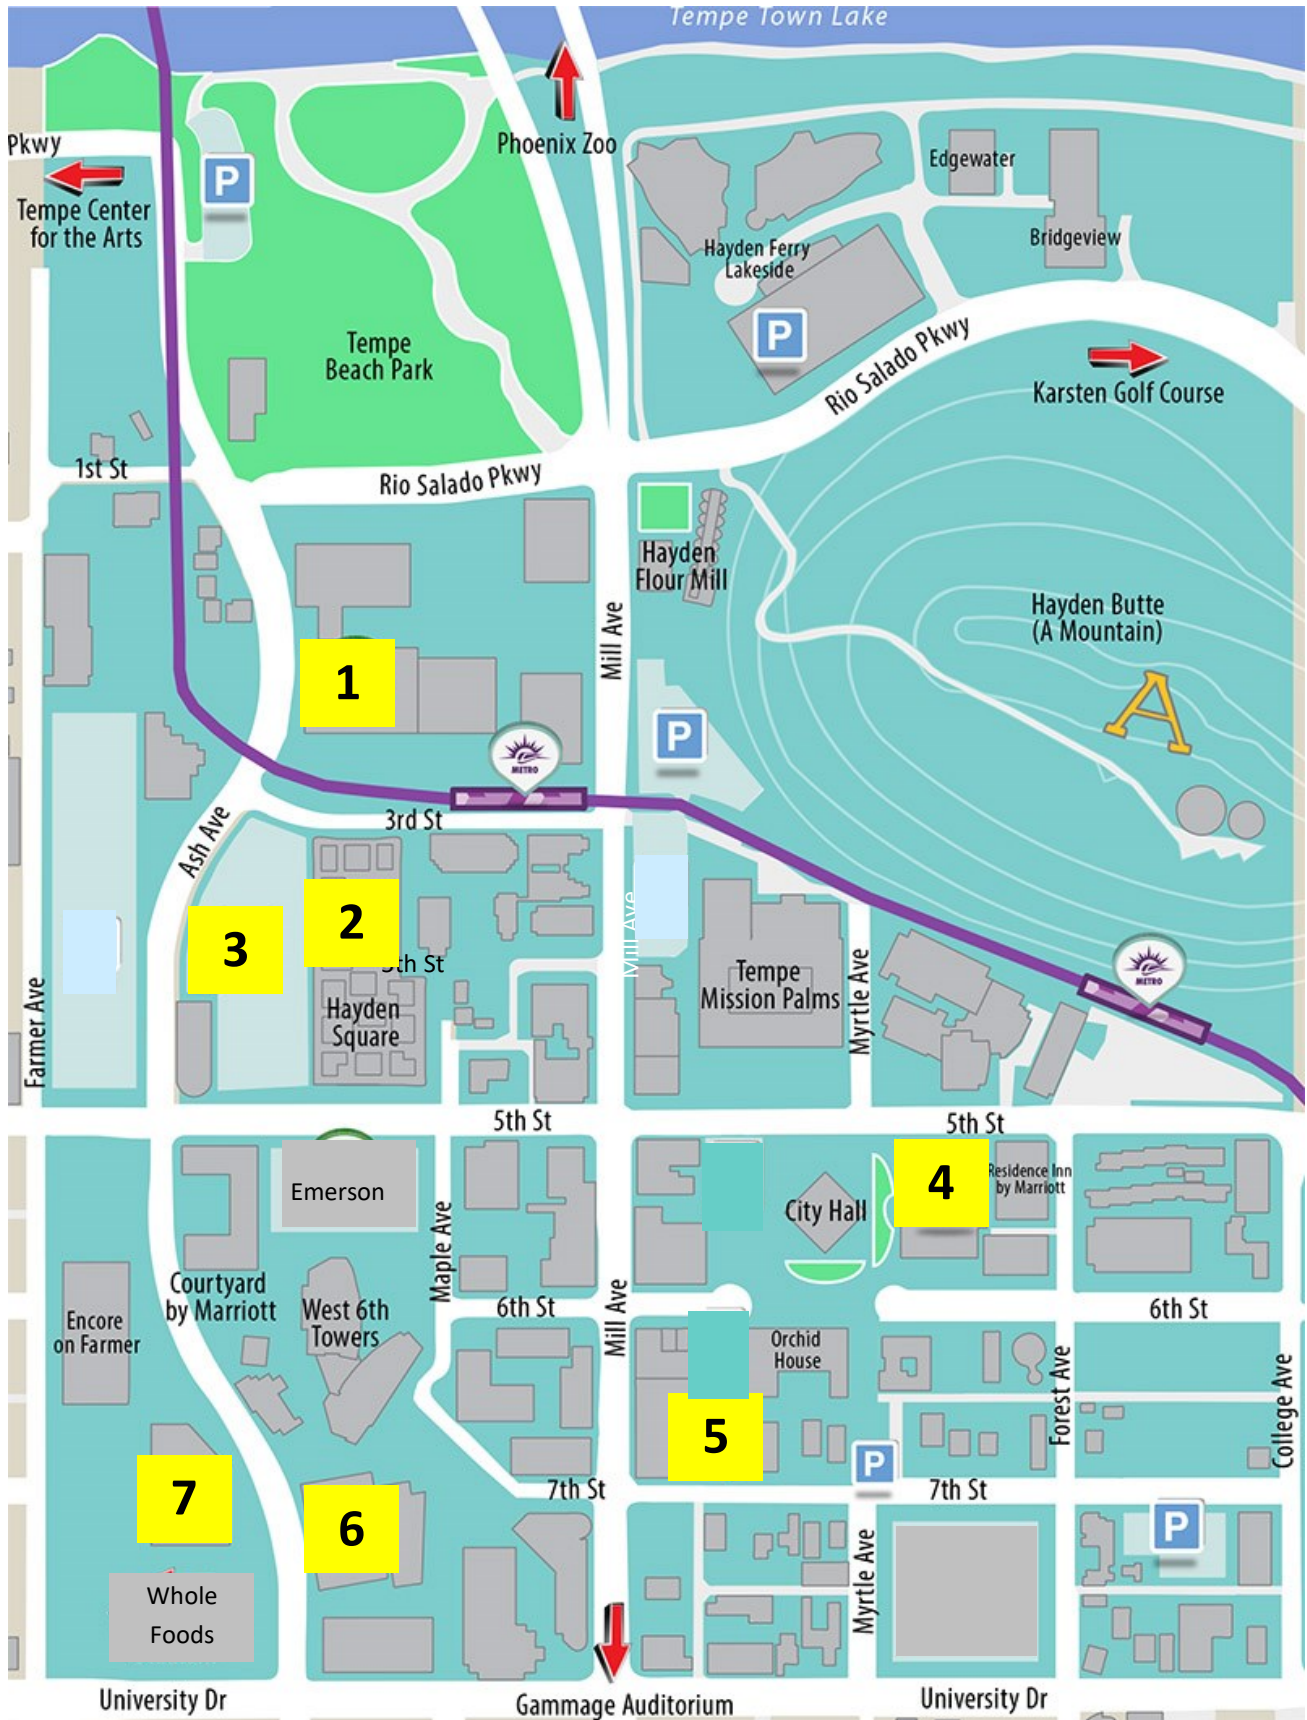 Tempe Town Lake
Pkwy
Phoenix Zoo
P
Tempe Center
for the Arts
Edgewater
Bridgeview
Hayden Ferry
Lakeside
P
Tempe
Beach Park
Rio Salado Pkwy
Karsten Golf Course
1st St
Rio Salado Pkwy
Hayden
Flour Mill
Hayden Butte
(A Mountain)
A
Mill Ave
1
P
METRO
3rd St
Ash Ave
2
3
Mill Ave
5th St
Tempe
Mission Palms
Myrtle Ave
METRO
Hayden
Square
Farmer Ave
5th St
5th St
4
Residence Inn
by Marriott
Emerson
City Hall
Maple Ave
Courtyard
by Marriott
West 6th
Towers
6th St
Mill Ave
6th St
Encore
on Farmer
Orchid
House
Forest Ave
College Ave
5
P
7
7th St
7th St
6
P
Myrtle Ave
Whole
Foods
University Dr
Gammage Auditorium
University Dr